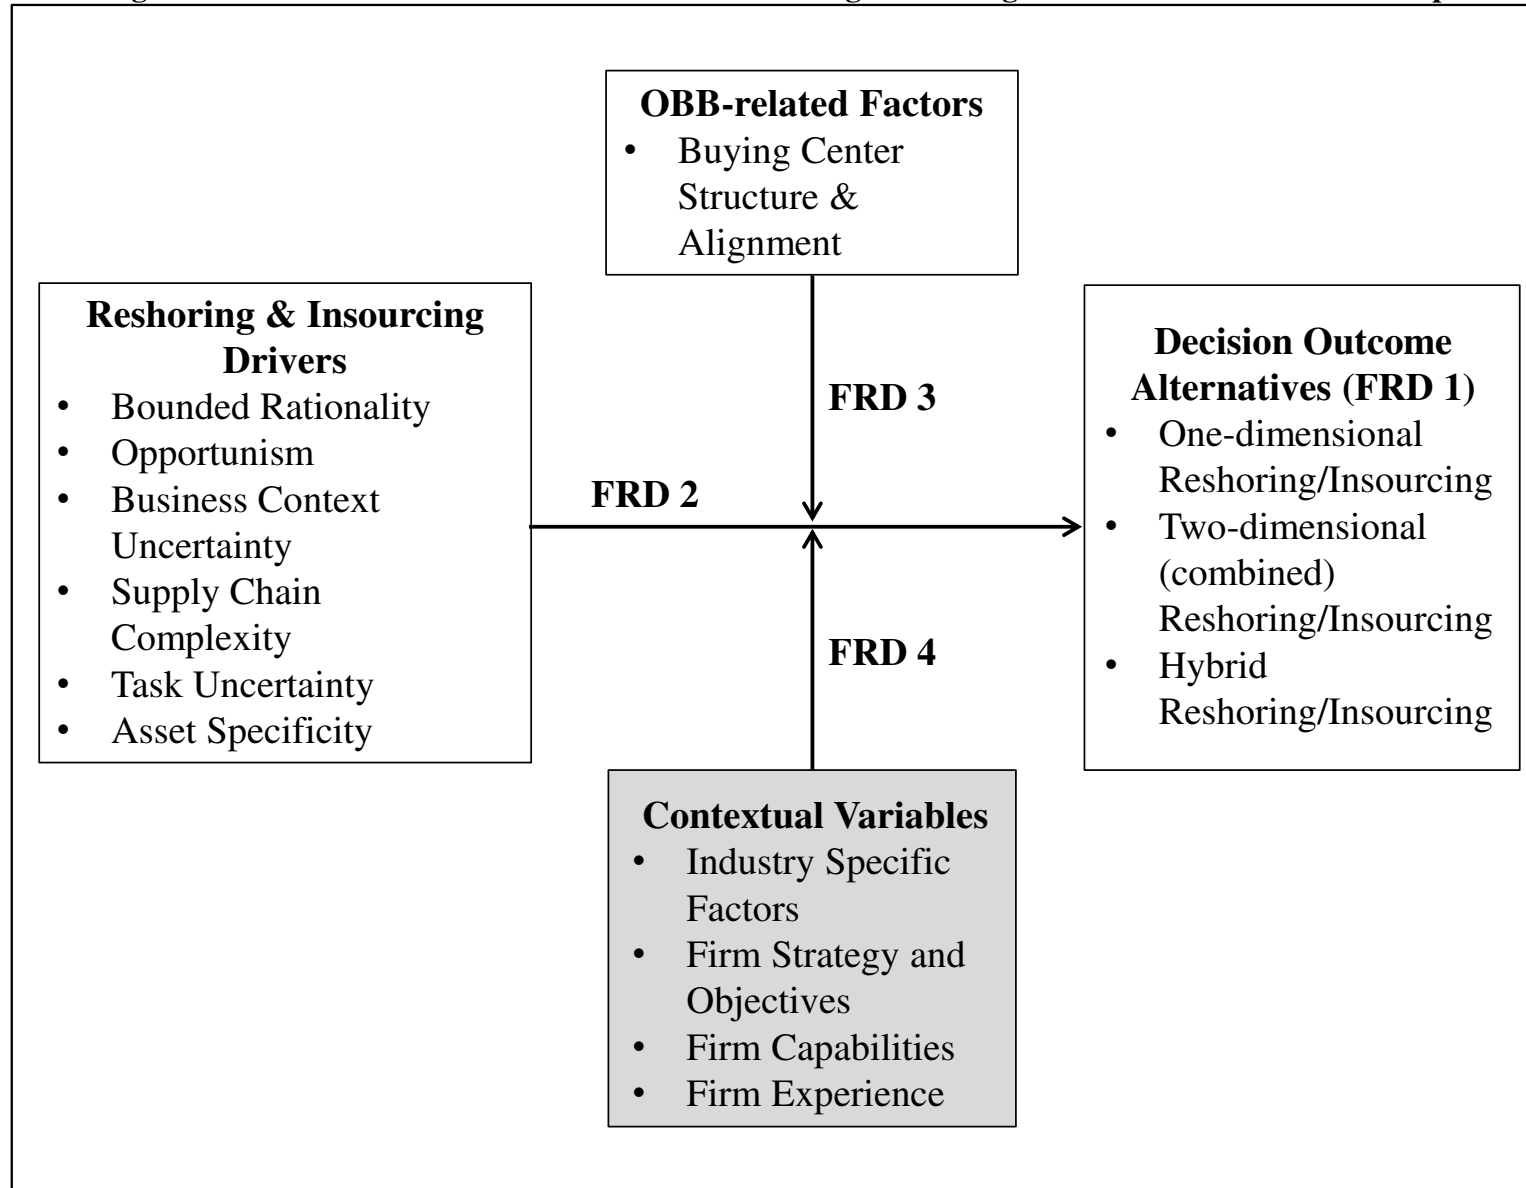 OBB-related Factors
• Buying Center
Structure &
Alignment
Reshoring & Insourcing
Drivers
• Bounded Rationality
• Opportunism
• Business Context
Uncertainty
• Supply Chain
Complexity
• Task Uncertainty
• Asset Specificity
FRD 3
FRD 2
FRD 4
Decision Outcome
Alternatives (FRD 1)
• One-dimensional
Reshoring/Insourcing
• Two-dimensional
(combined)
Reshoring/Insourcing
• Hybrid
Reshoring/Insourcing
Contextual Variables
• Industry Specific
Factors
• Firm Strategy and
Objectives
• Firm Capabilities
• Firm Experience